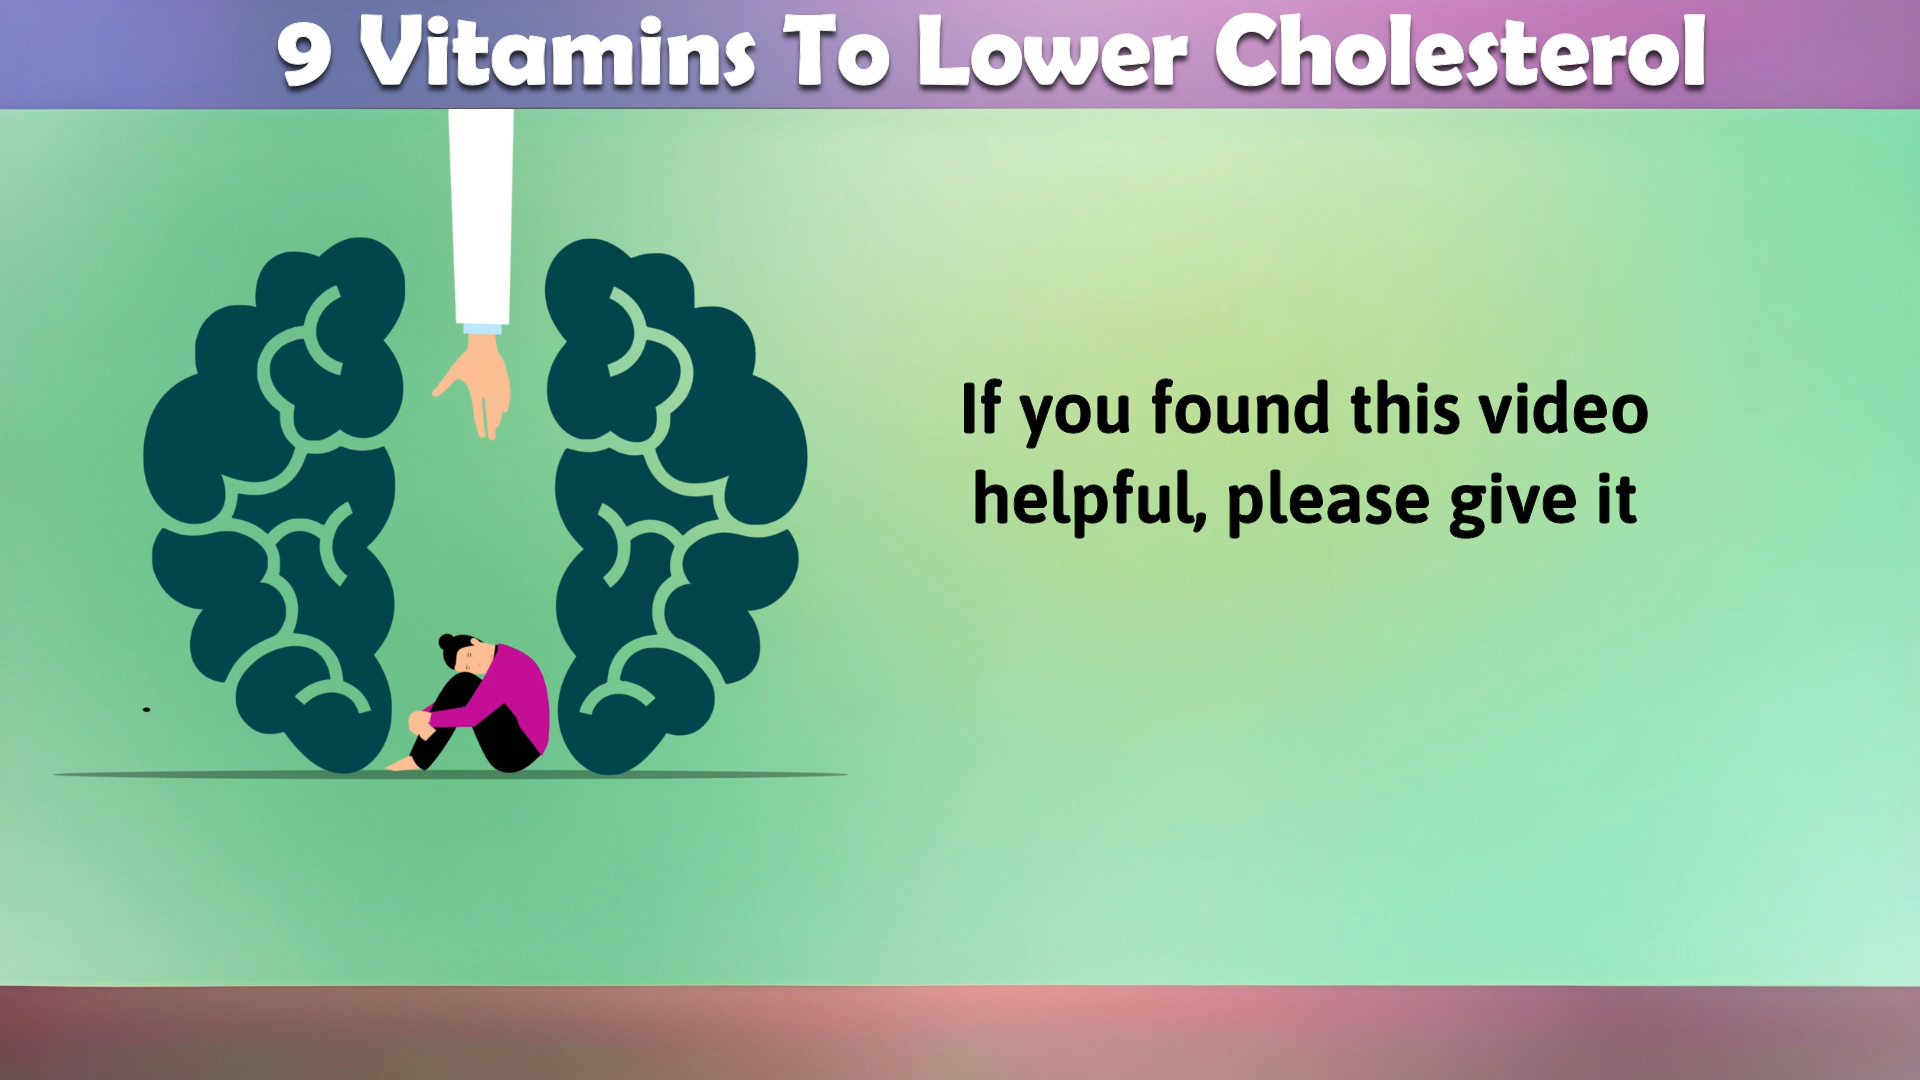 9 Vitamins To Lower Cholesterol
If you found this video
helpful, please give it